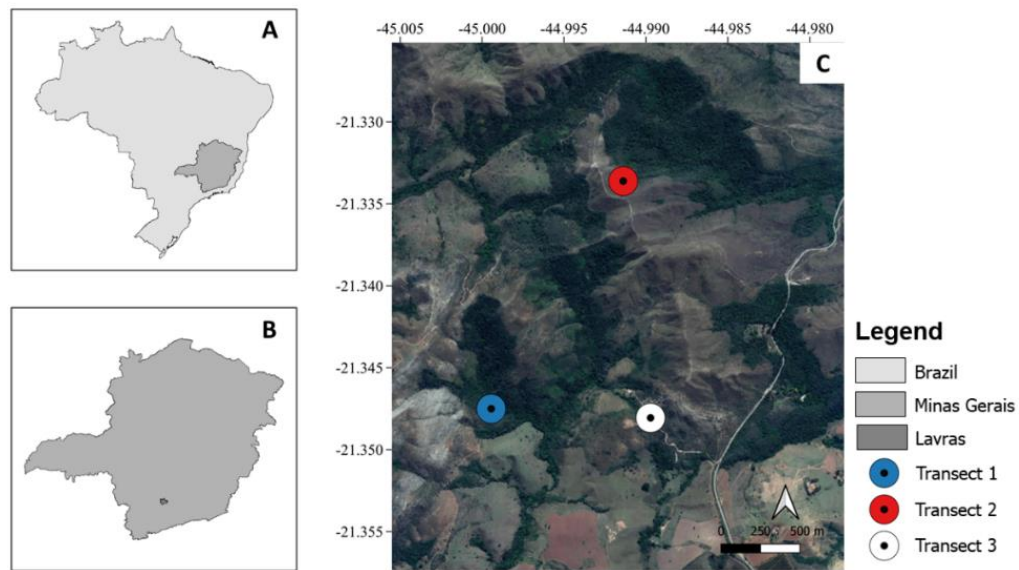 A
B
C
-45.005 -45.000 -44.995 -44.990 -44.985 -44.980
-21.330
-21.335
-21.340
-21.345
-21.350
-21.355
0 250 500 m
Legend
Brazil
Minas Gerais
Lavras
Transect 1
Transect 2
Transect 3